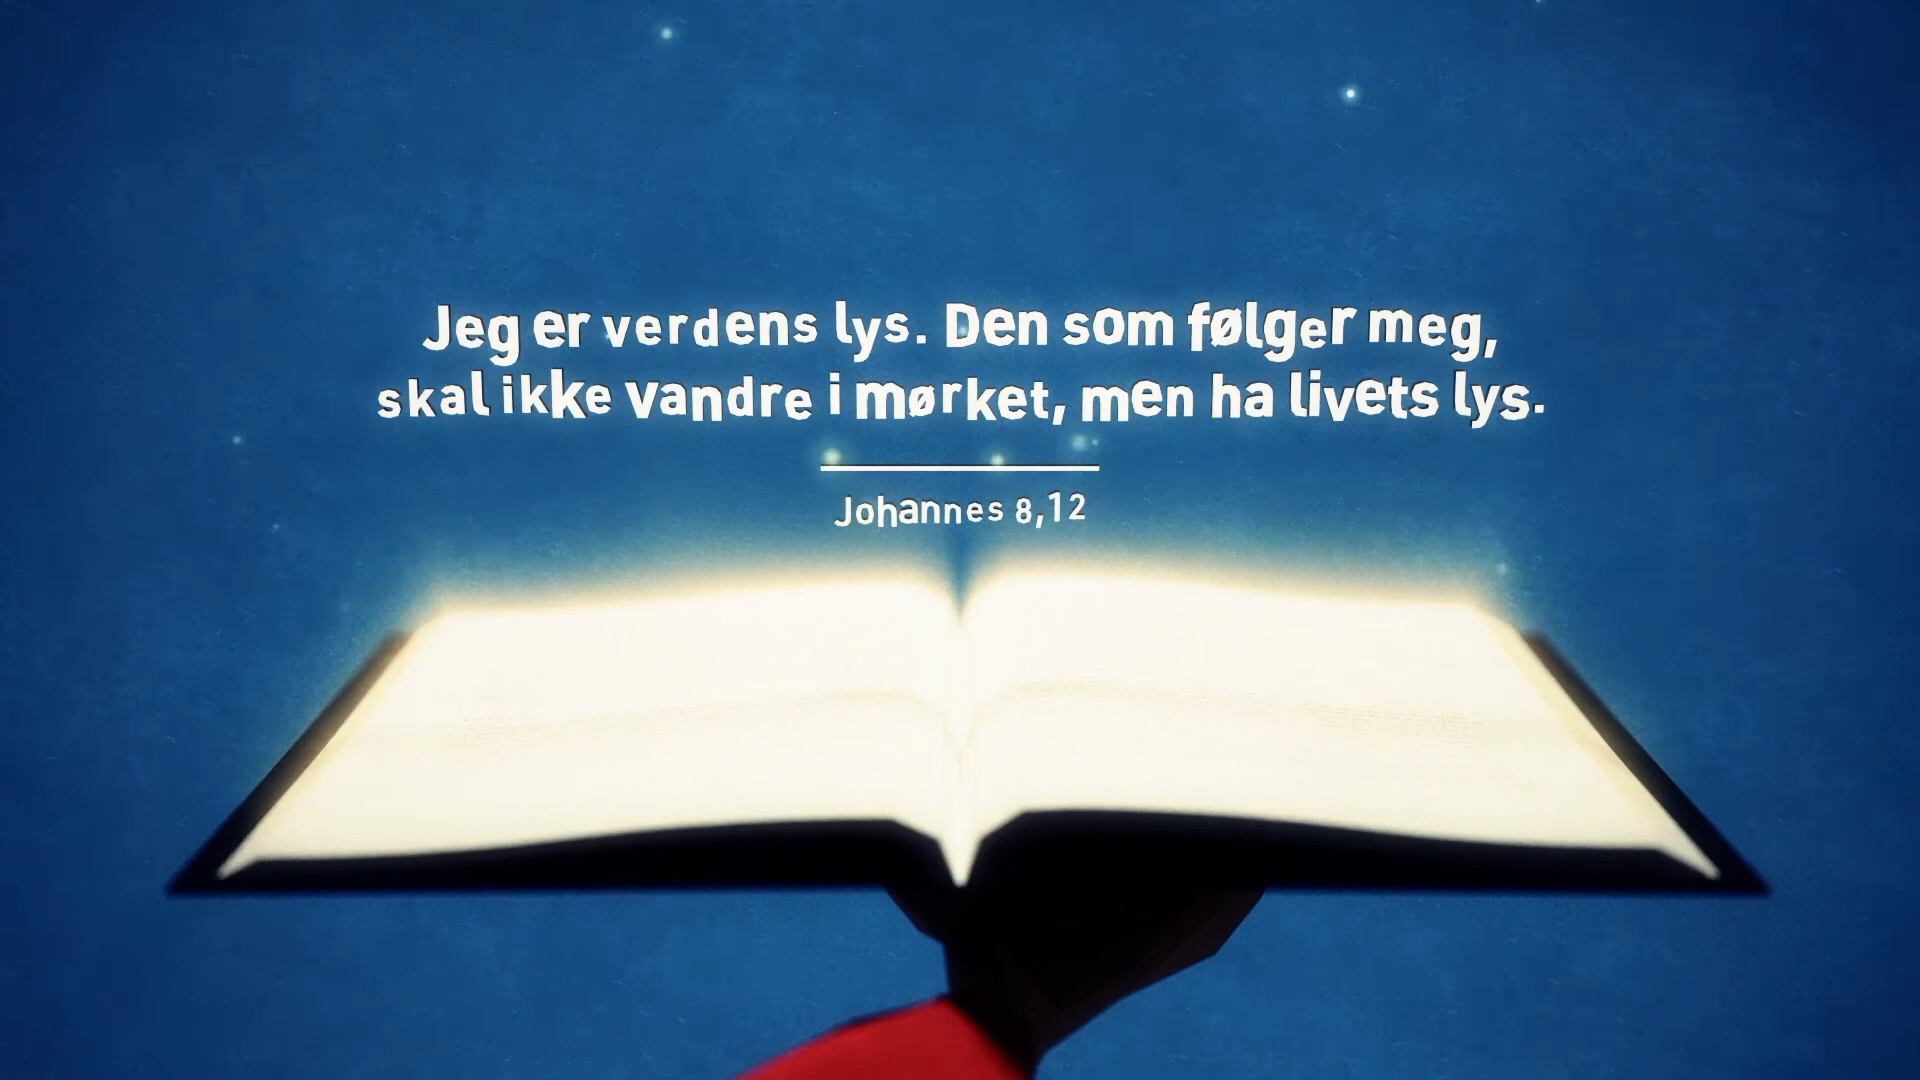 Jeg er verdens lys. Den som følger meg,
skal ikke vandre i mørket, men ha livets lys.
Johannes 8,12